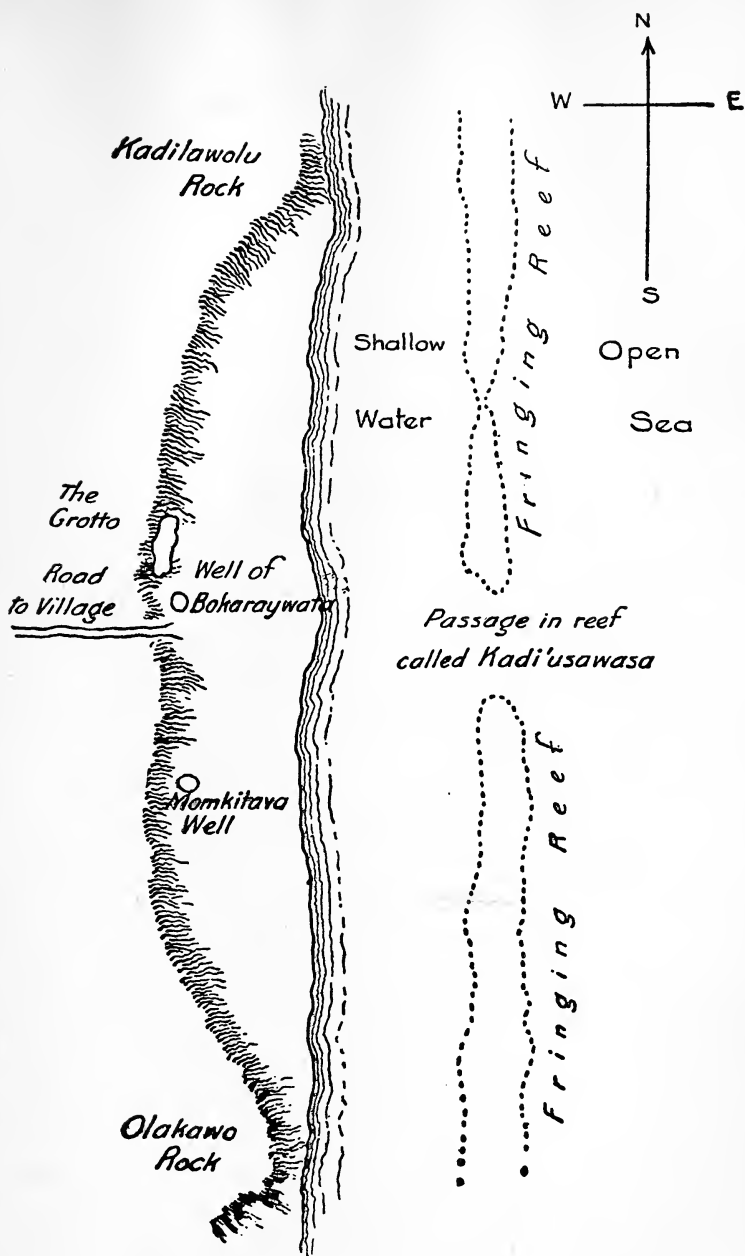 N
W E
S
Kadilawolu
Rock
Fringing Reef
Shallow
Water
Open
Sea
The
Grotto
Road
to Village
Well of
Bokaraywata
Passage in reef
called Kadi'usawasa
Momkitava
Well
Fringing Reef
Olakawo
Rock